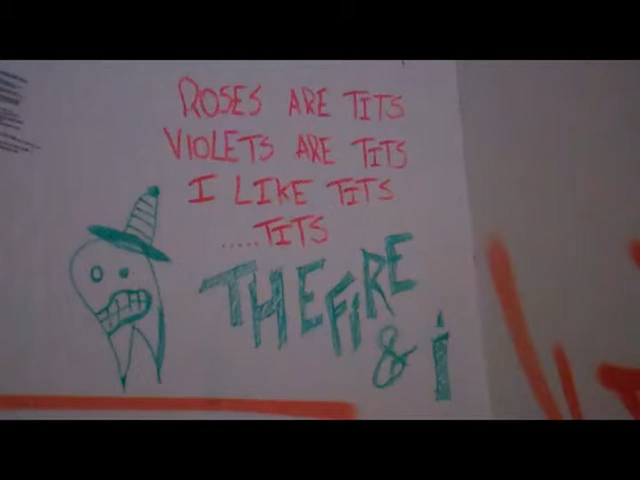 ROSES ARE TITS
VIOLETS ARE TITS
I LIKE TITS
.....TITS
THE FIRE
& i